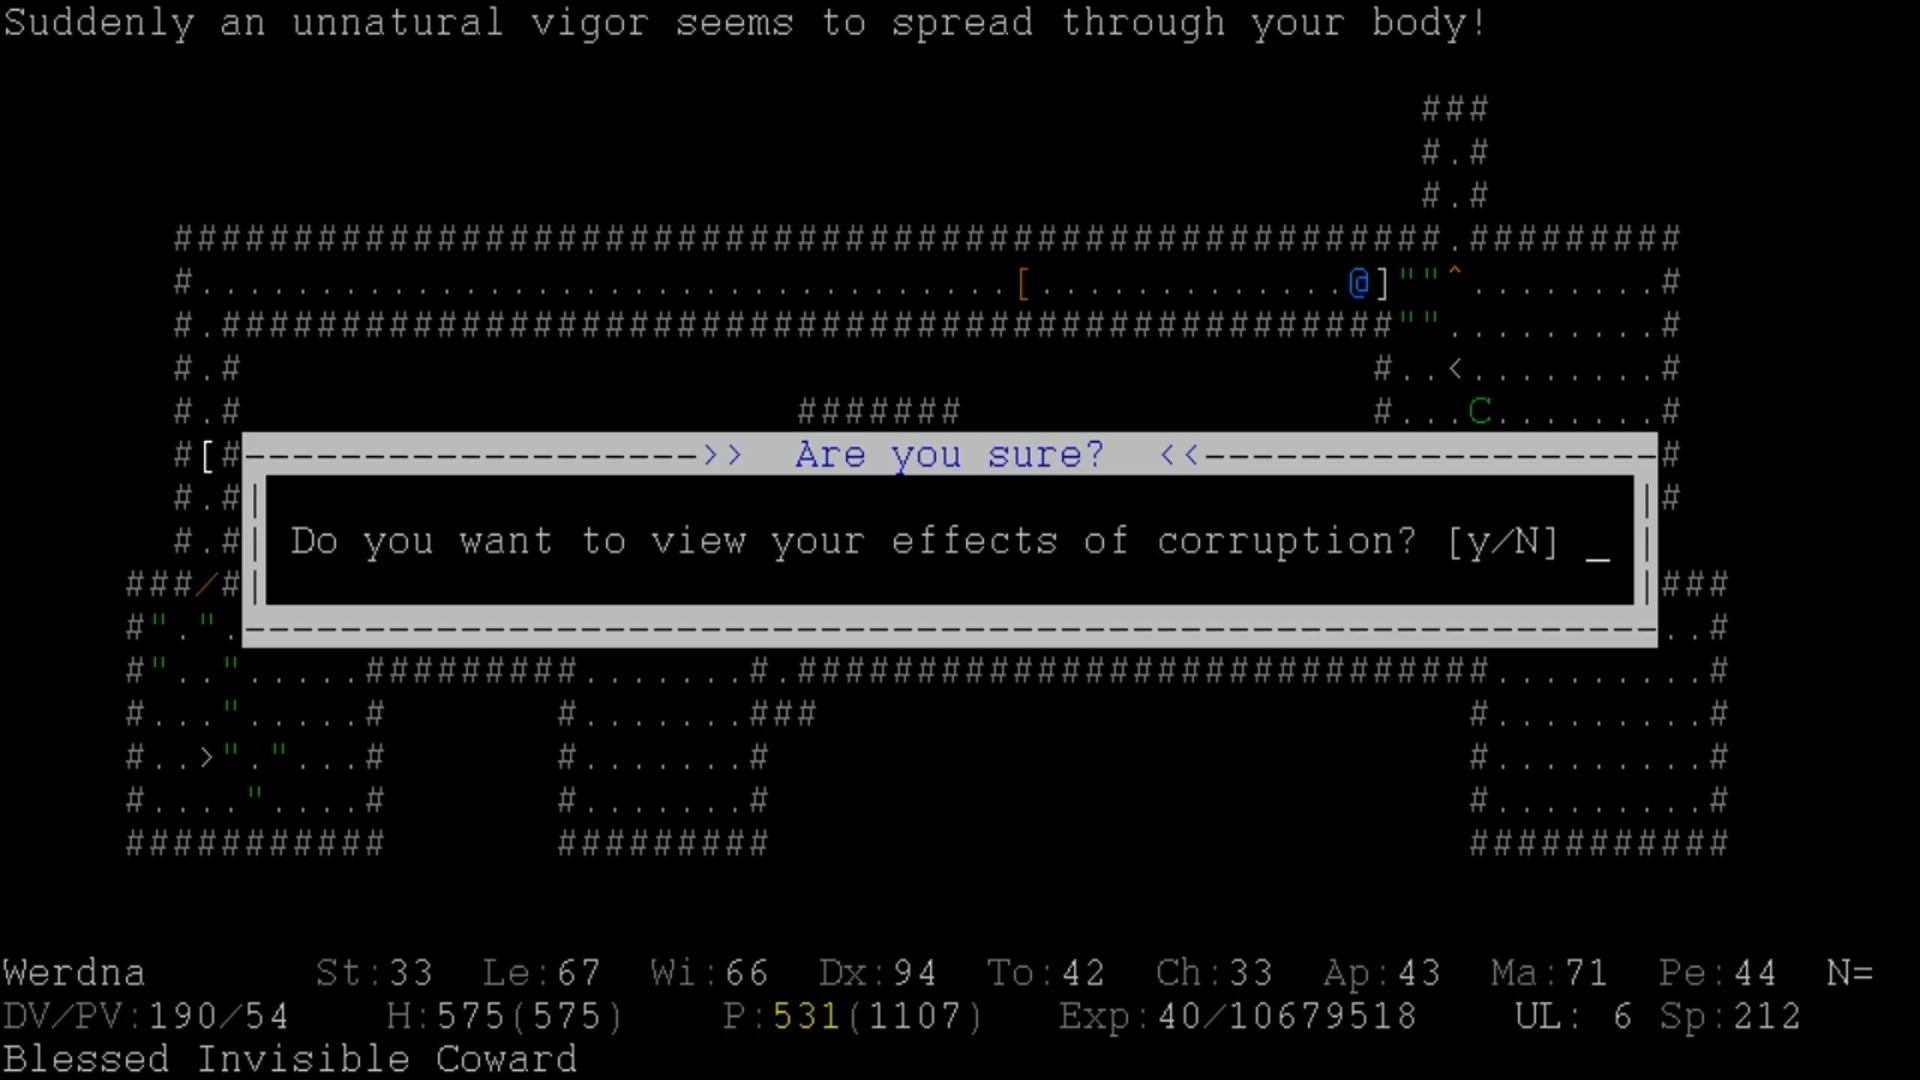 Suddenly an unnatural vigor seems to spread through your body!
>> Are you sure? <<
Do you want to view your effects of corruption? [y/N] _
Werdna St:33 Le:67 Wi:66 Dx:94 To:42 Ch:33 Ap:43 Ma:71 Pe:44 N=
DV/PV:190/54 H:575(575) P:531(1107) Exp:40/10679518 UL: 6 Sp:212
Blessed Invisible Coward